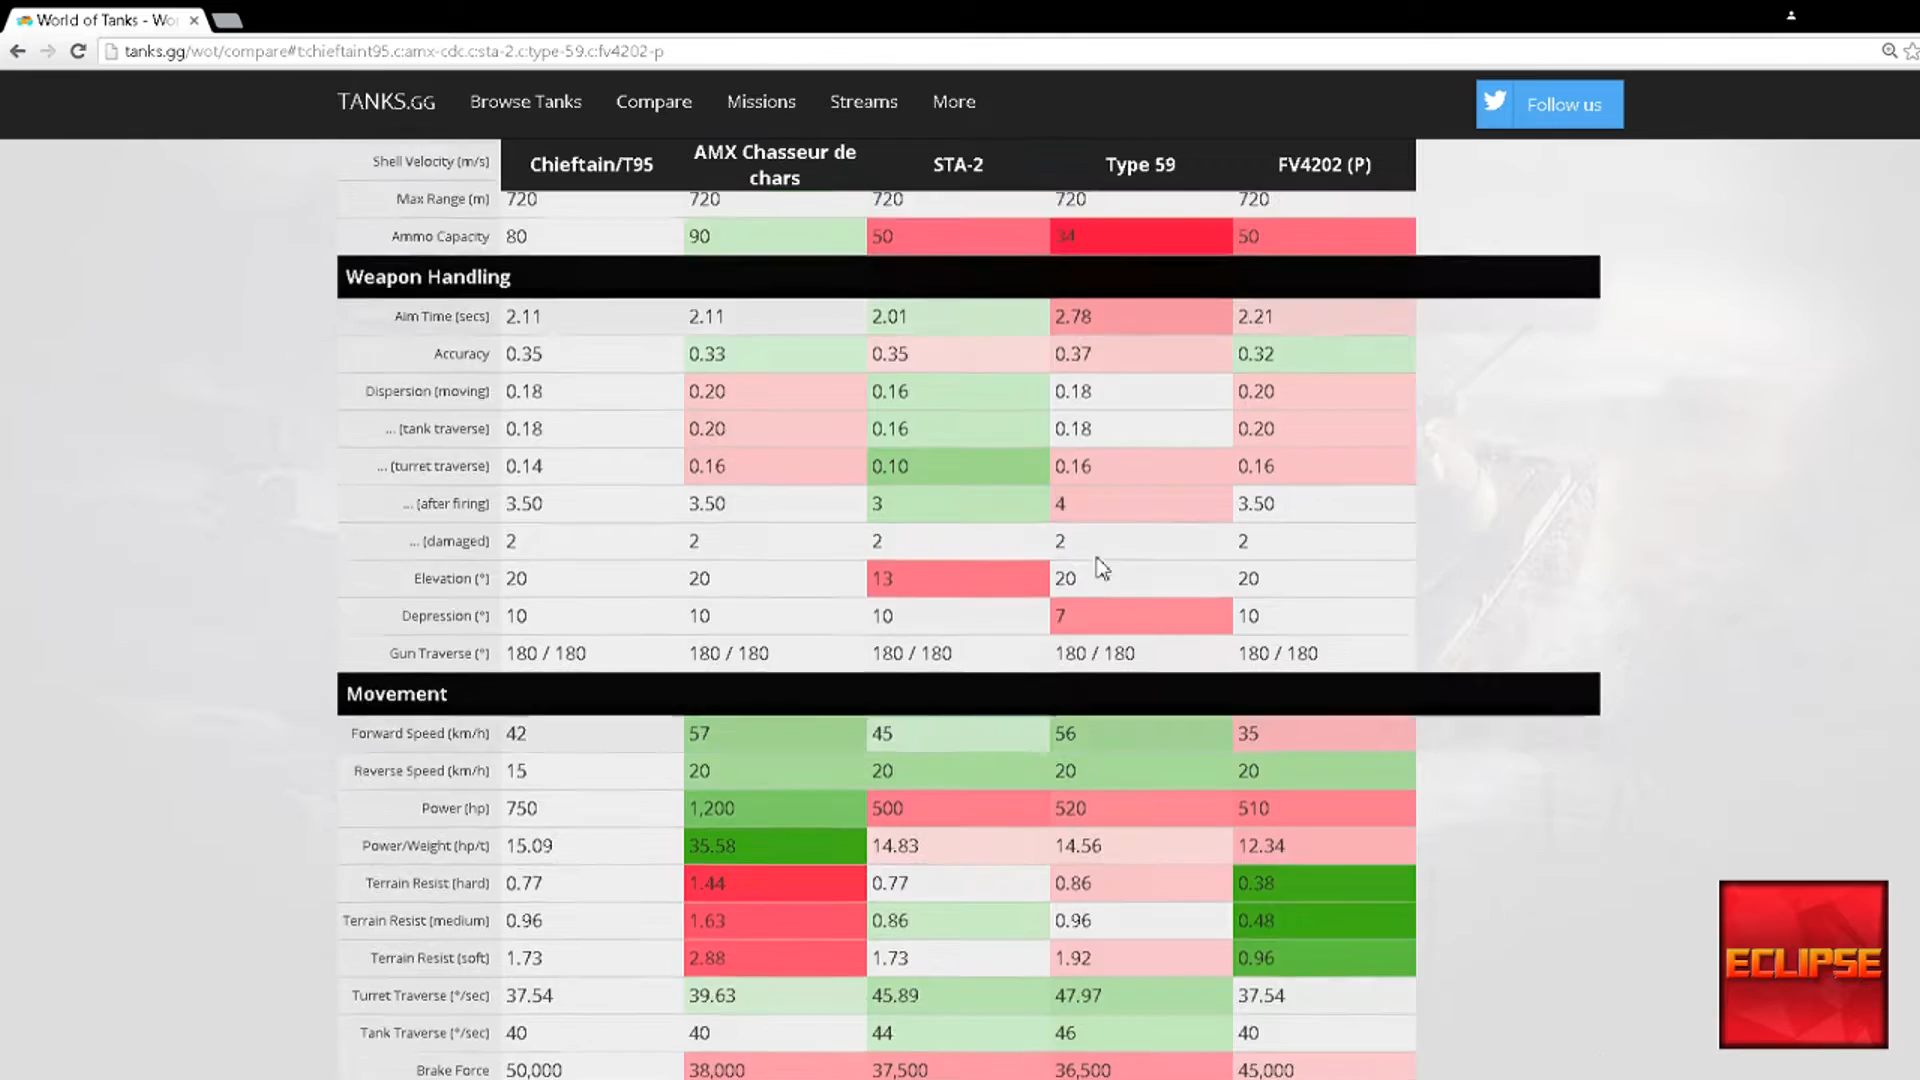 World of Tanks - Wo
tanks.gg/wot/compare#t:chieftaint95.c:amx-cdc.c:sta-2.c:type-59.c:fv4202-p
TANKS.GG Browse Tanks Compare Missions Streams More Follow us
Shell Velocity (m/s) Chieftain/T95 AMX Chasseur de chars STA-2 Type 59 FV4202 (P)
Max Range (m) 720 720 720 720 720
Ammo Capacity 80 90 50 34 50
Weapon Handling
Aim Time (secs) 2.11 2.11 2.01 2.78 2.21
Accuracy 0.35 0.33 0.35 0.37 0.32
Dispersion (moving) 0.18 0.20 0.16 0.18 0.20
... (tank traverse) 0.18 0.20 0.16 0.18 0.20
... (turret traverse) 0.14 0.16 0.10 0.16 0.16
... (after firing) 3.50 3.50 3 4 3.50
... (damaged) 2 2 2 2 2
Elevation (°) 20 20 13 20 20
Depression (°) 10 10 10 7 10
Gun Traverse (°) 180 / 180 180 / 180 180 / 180 180 / 180 180 / 180
Movement
Forward Speed (km/h) 42 57 45 56 35
Reverse Speed (km/h) 15 20 20 20 20
Power (hp) 750 1,200 500 520 510
Power/Weight (hp/t) 15.09 35.58 14.83 14.56 12.34
Terrain Resist (hard) 0.77 1.44 0.77 0.86 0.38
Terrain Resist (medium) 0.96 1.63 0.86 0.96 0.48
Terrain Resist (soft) 1.73 2.88 1.73 1.92 0.96
Turret Traverse (°/sec) 37.54 39.63 45.89 47.97 37.54
Tank Traverse (°/sec) 40 40 44 46 40
Brake Force 50,000 38,000 37,500 36,500 45,000
ECLIPSE